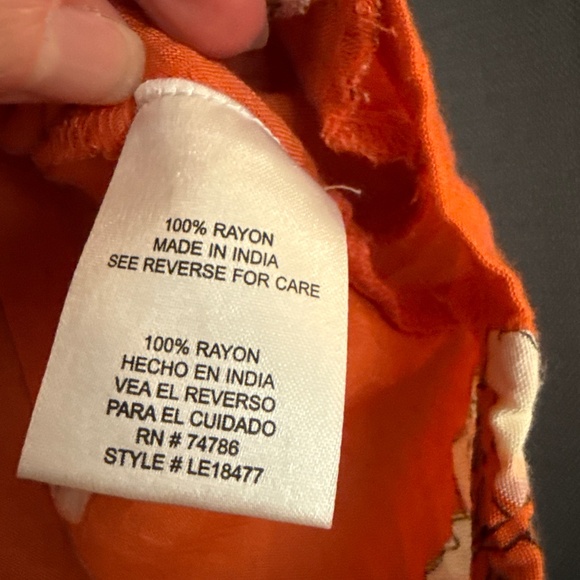 100% RAYON
MADE IN INDIA
SEE REVERSE FOR CARE
100% RAYON
HECHO EN INDIA
VEA EL REVERSO
PARA EL CUIDADO
RN # 74786
STYLE # LE18477